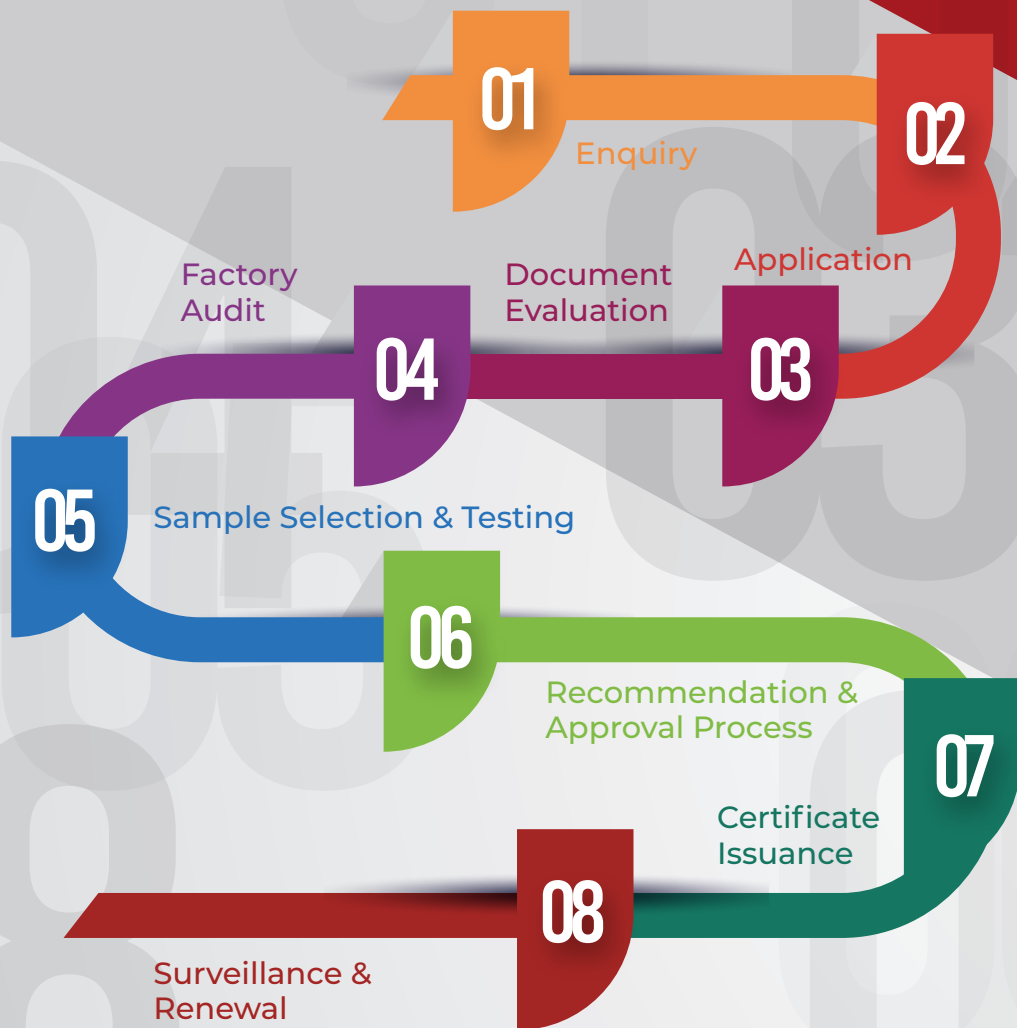 01
Enquiry
02
Application
03
Document
Evaluation
04
Factory
Audit
05
Sample Selection & Testing
06
Recommendation &
Approval Process
07
Certificate
Issuance
08
Surveillance &
Renewal